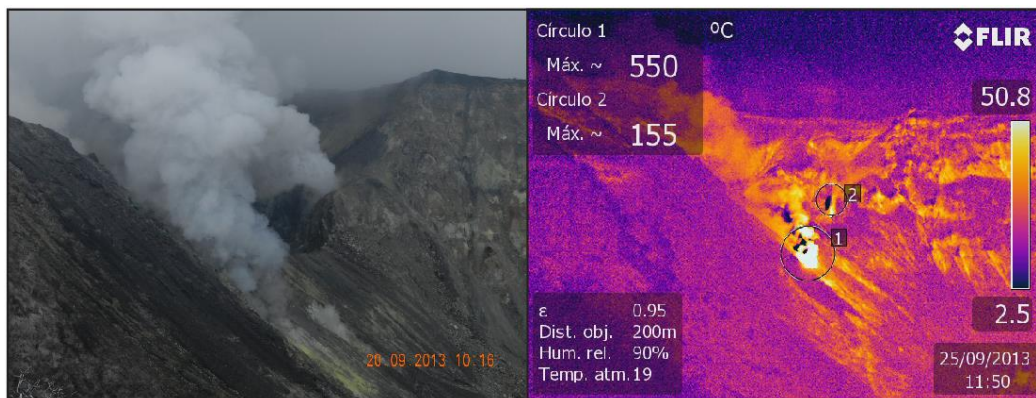 20 09 2013 10:16
Círculo 1
ºC
FLIR
Máx. ~ 550
50.8
Círculo 2
Máx. ~ 155
2
1
ε 0.95
Dist. obj. 200m
Hum. rel. 90%
Temp. atm. 19
2.5
25/09/2013
11:50